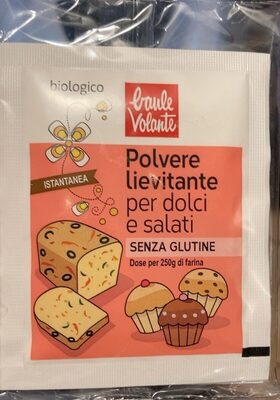 biologico
baule
Volante
ISTANTANEA
Polvere
lievitante
per dolci
e salati
SENZA GLUTINE
Dose per 250g di farina